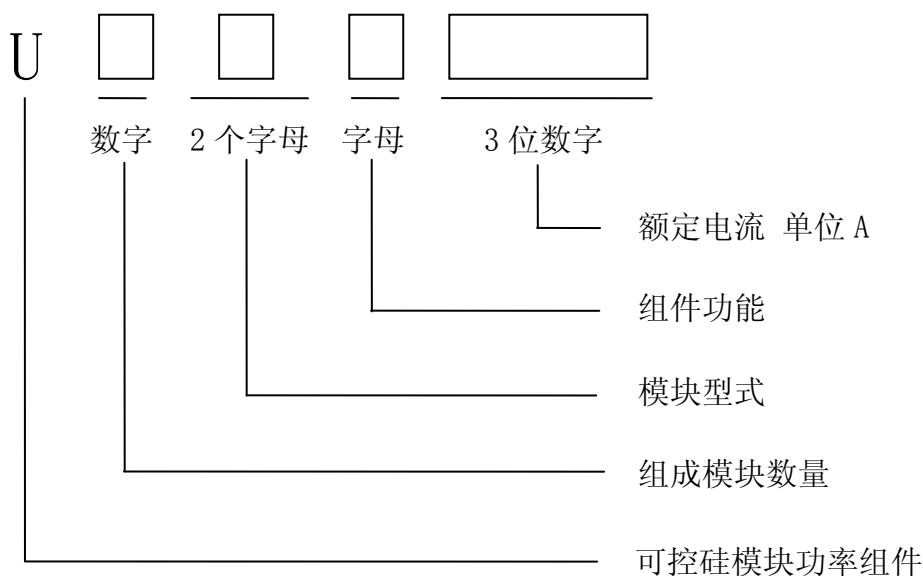 U
数字 2个字母 字母 3位数字
额定电流 单位A
组件功能
模块型式
组成模块数量
可控硅模块功率组件